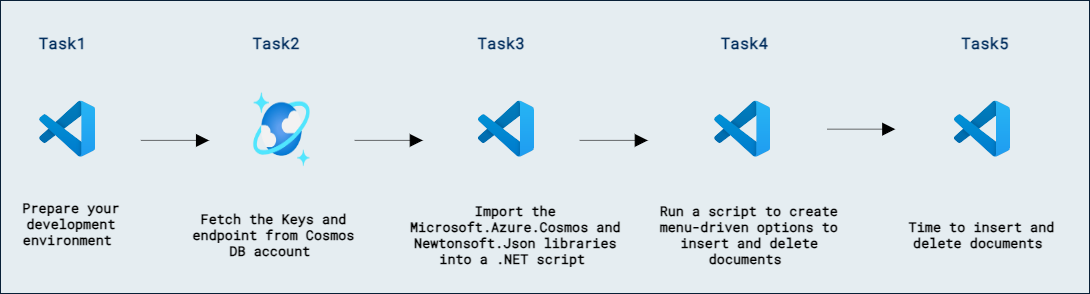 Task1
Task2
Task3
Task4
Task5
Prepare your
development
environment
Fetch the Keys and
endpoint from Cosmos
DB account
Import the
Microsoft.Azure.Cosmos and
Newtonsoft.Json libraries
into a .NET script
Run a script to create
menu-driven options to
insert and delete
documents
Time to insert and
delete documents